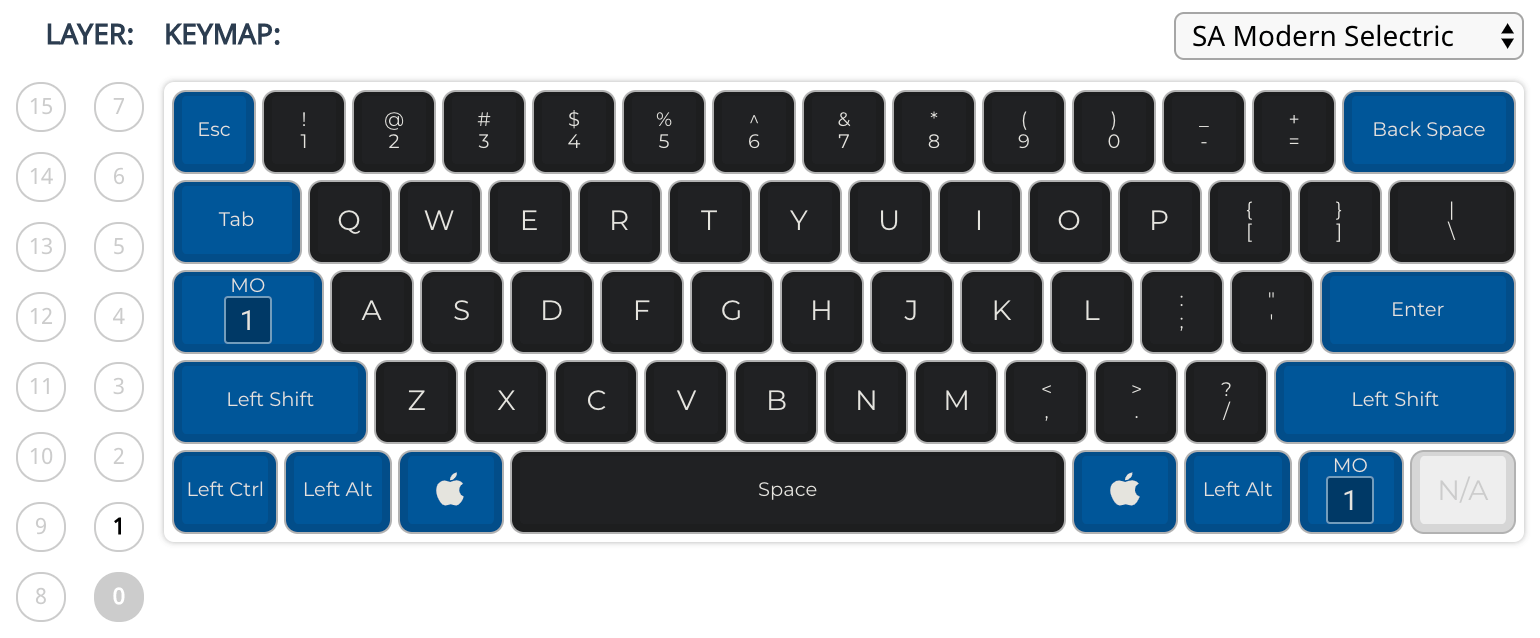 LAYER: KEYMAP: SA Modern Selectric
15 7
Esc ! @ # $ % ^ & * ( ) _ + Back Space
1 2 3 4 5 6 7 8 9 0 - =
14 6
Tab Q W E R T Y U I O P { } |
[ ] \
13 5
MO
1 A S D F G H J K L : " Enter
; '
12 4
11 3
Left Shift Z X C V B N M < > ? Left Shift
, . /
10 2
Left Ctrl Left Alt Space Left Alt MO N/A
1
9 1
8 0